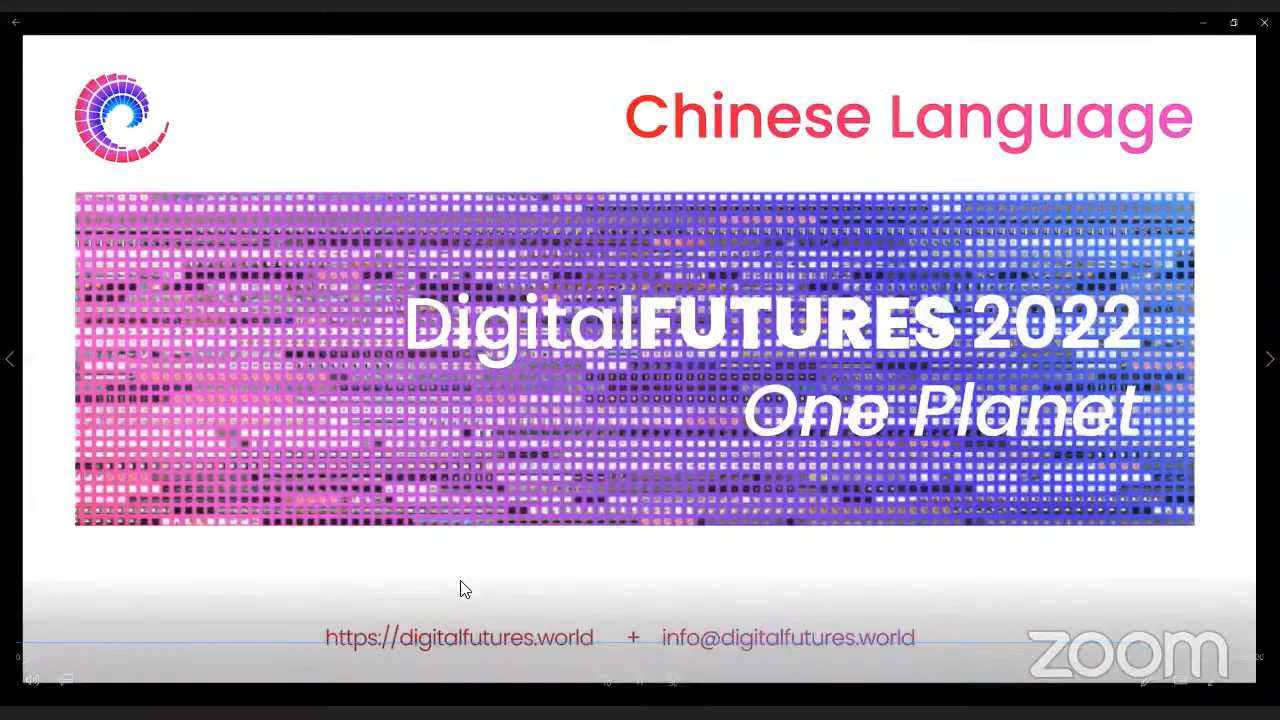 Chinese Language
DigitalFUTURES 2022
One Planet
https://digitalfutures.world + info@digitalfutures.world
zoom